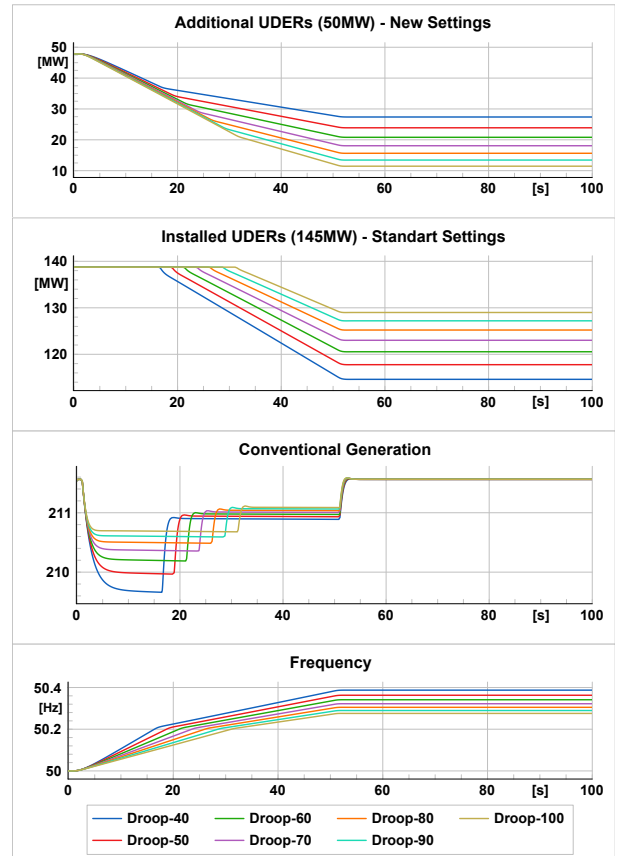 Additional UDERs (50MW) - New Settings
50
[MW]
40
30
20
10
0 20 40 60 80 [s] 100
Installed UDERs (145MW) - Standart Settings
140
[MW]
130
120
0 20 40 60 80 [s] 100
Conventional Generation
211
210
0 20 40 60 80 [s] 100
Frequency
50.4
[Hz]
50.2
50
0 20 40 60 80 [s] 100
Droop-40 Droop-60 Droop-80 Droop-100
Droop-50 Droop-70 Droop-90